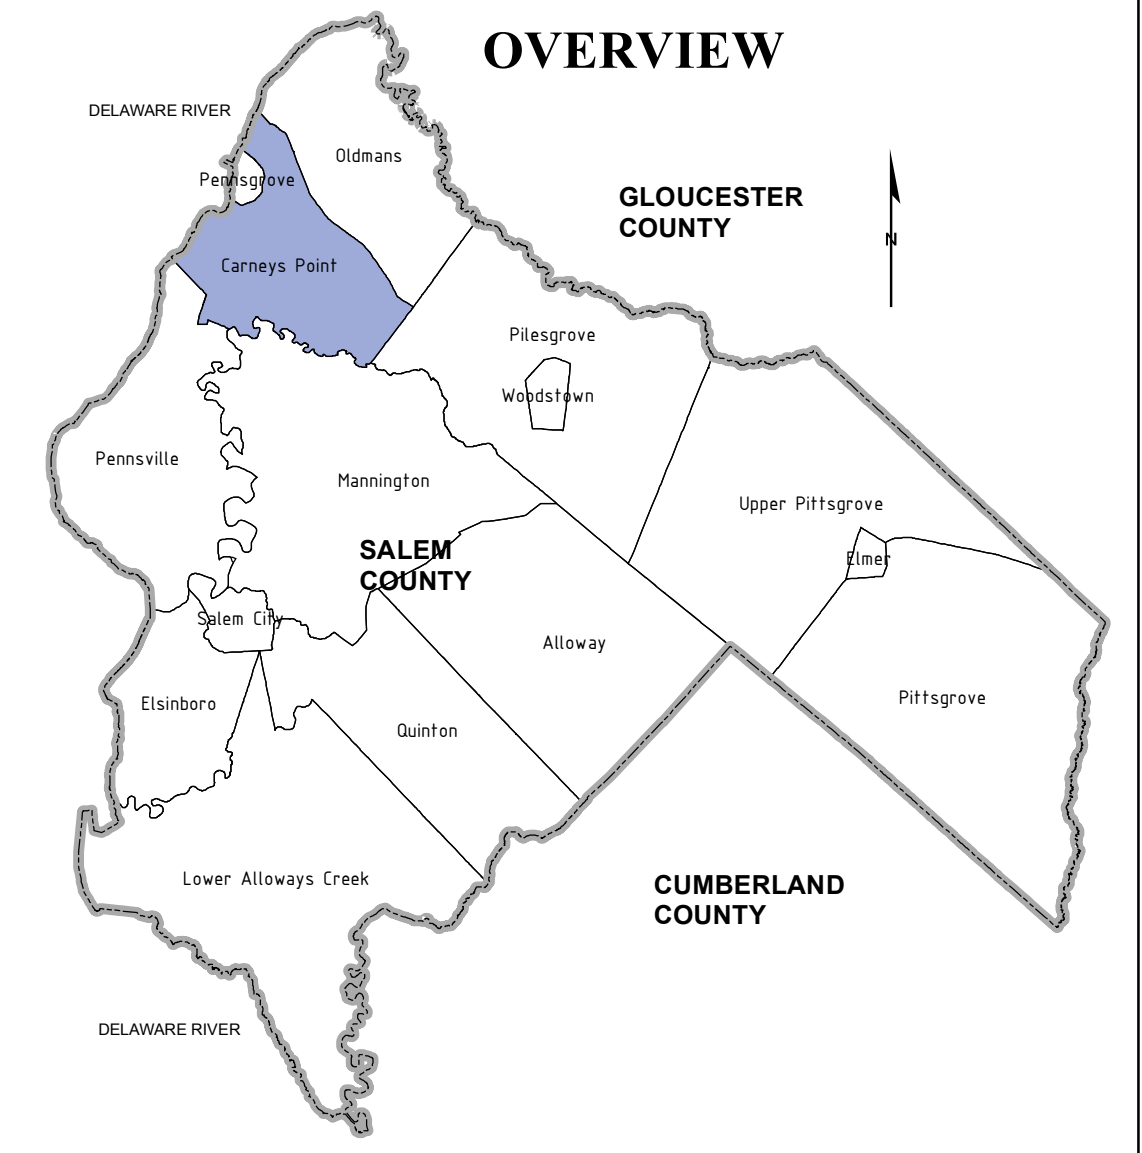 OVERVIEW
DELAWARE RIVER
Oldmans
Pennsgrove
GLOUCESTER
COUNTY
N
Carneys Point
Pilesgrove
Woodstown
Pennsville
Mannington
Upper Pittsgrove
SALEM
COUNTY
Elmer
Salem City
Alloway
Elsinboro
Pittsgrove
Quinton
Lower Alloways Creek
CUMBERLAND
COUNTY
DELAWARE RIVER